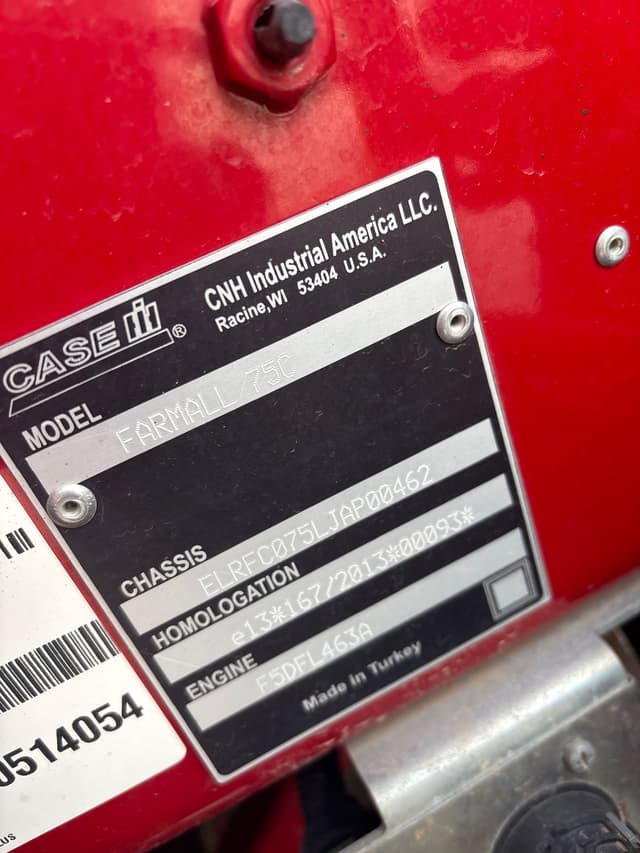 CASE IH ®
CNH Industrial America LLC.
Racine,WI 53404 U.S.A.
MODEL
FARMALL 75C
CHASSIS
ELRFC075LJAP00462
HOMOLOGATION
e13*167/2013*00093*
ENGINE
F5DFL463A
Made in Turkey
0514054